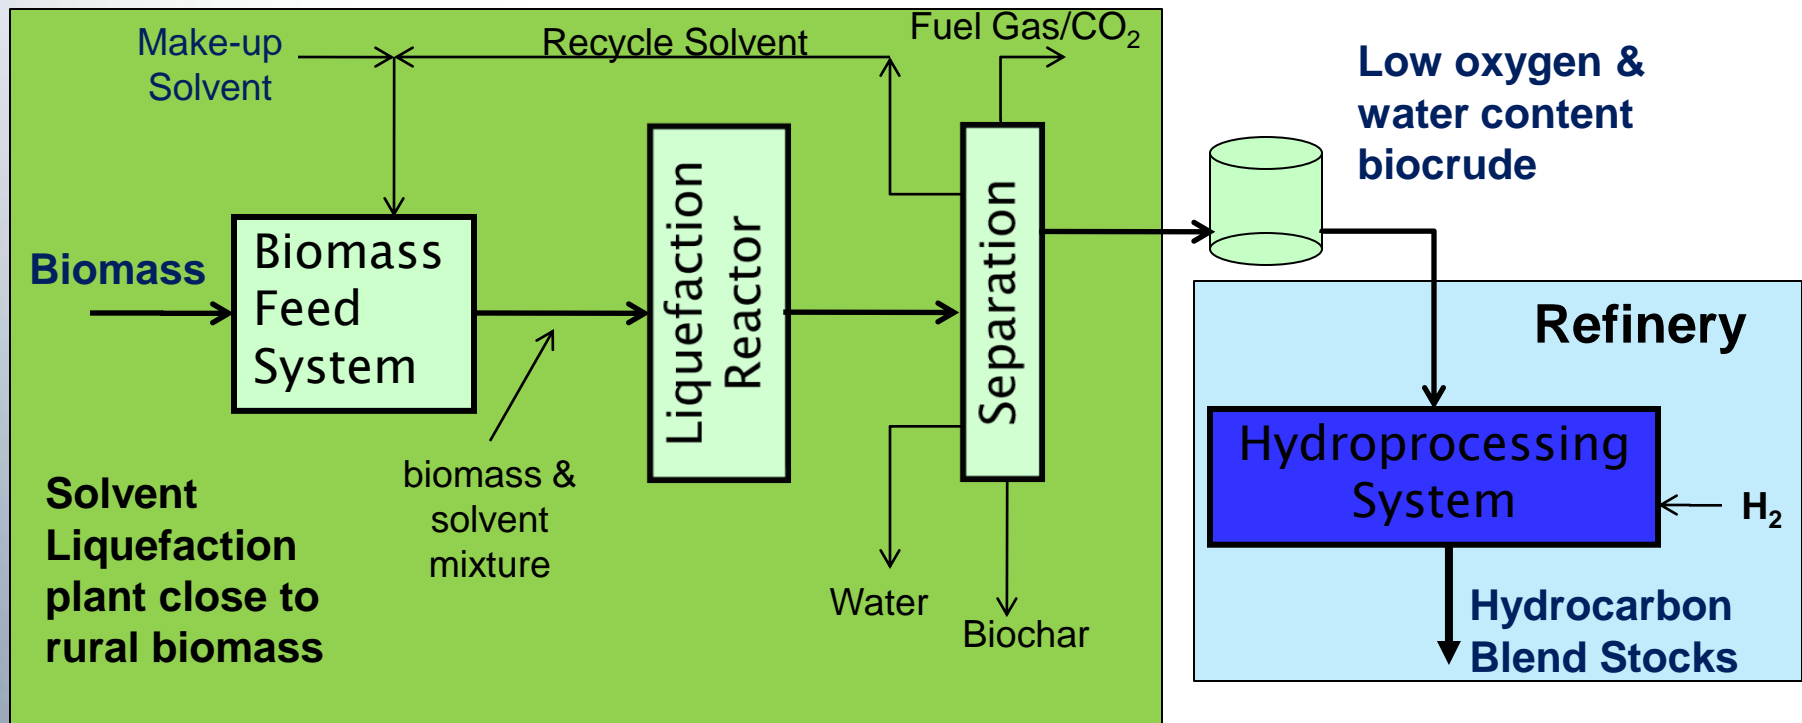 Make-up
Solvent
Recycle Solvent
Fuel Gas/CO₂
Low oxygen &
water content
biocrude
Biomass
Biomass
Feed
System
Liquefaction
Reactor
Separation
biomass &
solvent
mixture
Water
Biochar
Solvent
Liquefaction
plant close to
rural biomass
Refinery
Hydroprocessing
System
H₂
Hydrocarbon
Blend Stocks